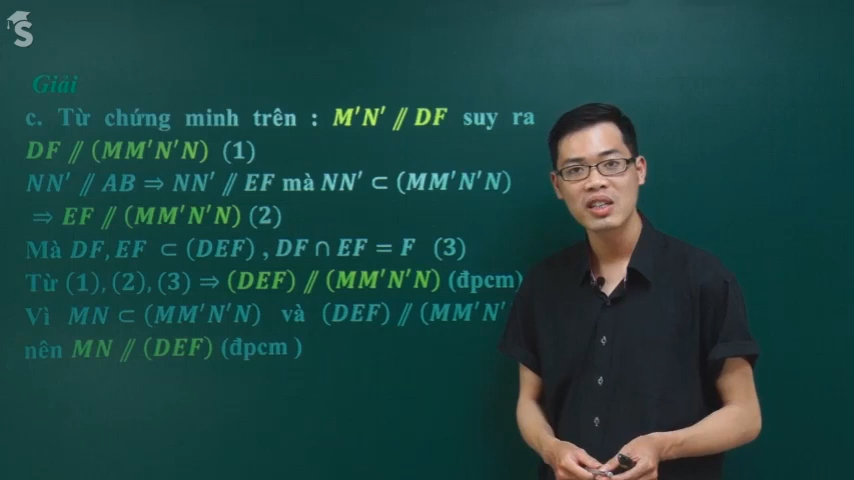 S
Giải
c. Từ chứng minh trên : M'N' // DF suy ra
DF // (MM'N'N) (1)
NN' // AB ⇒ NN' // EF mà NN' ⊂ (MM'N'N)
⇒ EF // (MM'N'N) (2)
Mà DF, EF ⊂ (DEF) , DF ∩ EF = F (3)
Từ (1), (2), (3) ⇒ (DEF) // (MM'N'N) (đpcm)
Vì MN ⊂ (MM'N'N) và (DEF) // (MM'N'
nên MN // (DEF) (đpcm )